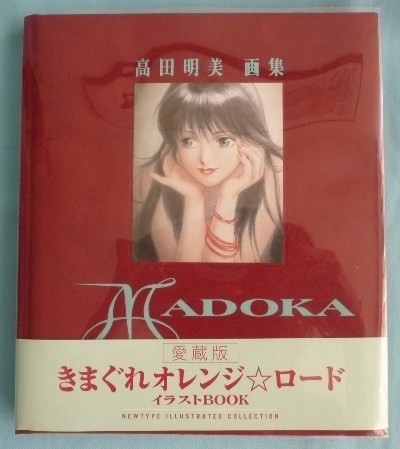 高田明美 画集
MADOKA
愛蔵版
きまぐれオレンジ☆ロード
イラストBOOK
NEWTYPE ILLUSTRATED COLLECTION